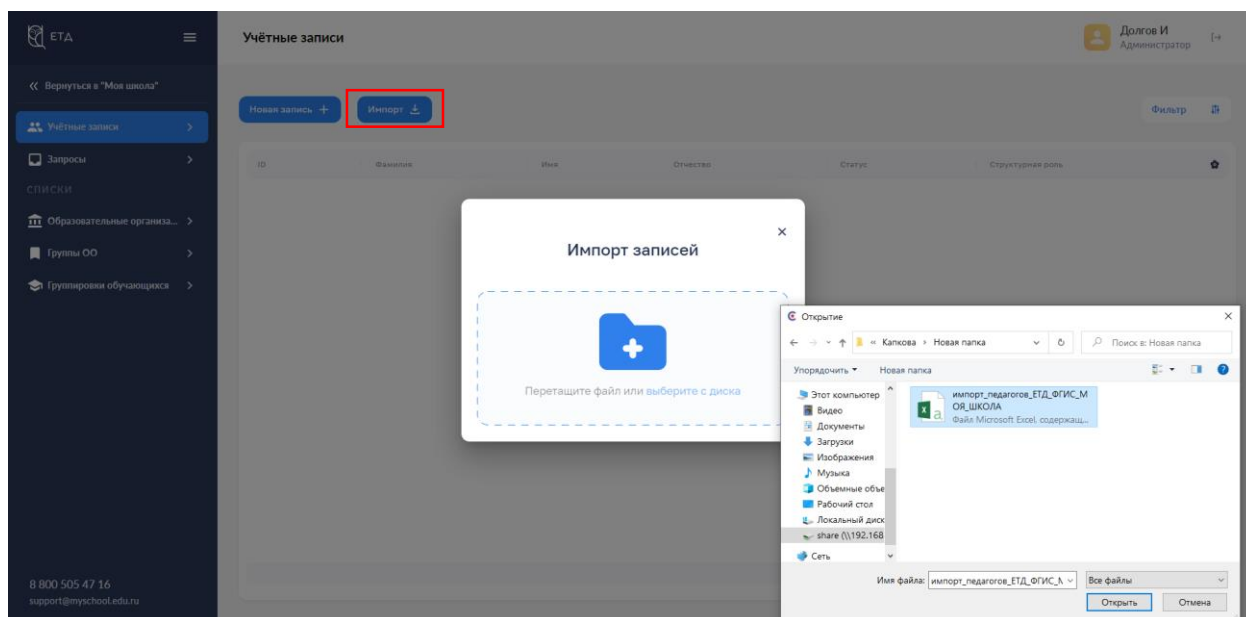 ЕТД
Учётные записи
Долгов И
Администратор
Вернуться в "Моя школа"
Новая запись +
Импорт
Фильтр
Учётные записи
Запросы
СПИСКИ
Образовательные организа...
Группы ОО
Группировки обучающихся
ID
Фамилия
Имя
Отчество
Статус
Структурная роль
Импорт записей
Перетащите файл или выберите с диска
Открытие
« Капкова › Новая папка
Поиск в: Новая папка
Упорядочить
Новая папка
Этот компьютер
Видео
Документы
Загрузки
Изображения
Музыка
Объемные объе
Рабочий стол
Локальный диск
share (\\192.168
Сеть
импорт_педагогов_ЕТД_ФГИС_М
ОЯ_ШКОЛА
Файл Microsoft Excel, содержащ...
Имя файла:
импорт_педагогов_ЕТД_ФГИС_М
Все файлы
Открыть
Отмена
8 800 505 47 16
support@myschool.edu.ru